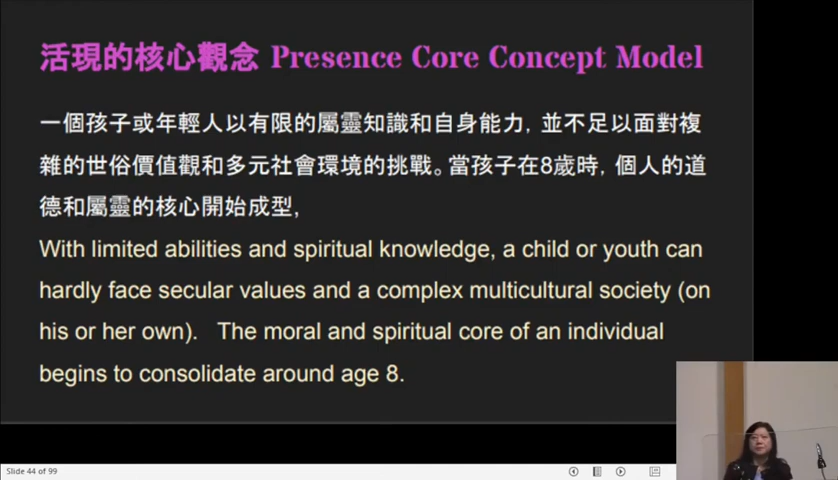 活現的核心觀念 Presence Core Concept Model
一個孩子或年輕人以有限的屬靈知識和自身能力, 並不足以面對複
雜的世俗價值觀和多元社會環境的挑戰。當孩子在8歲時, 個人的道
德和屬靈的核心開始成型,
With limited abilities and spiritual knowledge, a child or youth can
hardly face secular values and a complex multicultural society (on
his or her own). The moral and spiritual core of an individual
begins to consolidate around age 8.
Slide 44 of 99